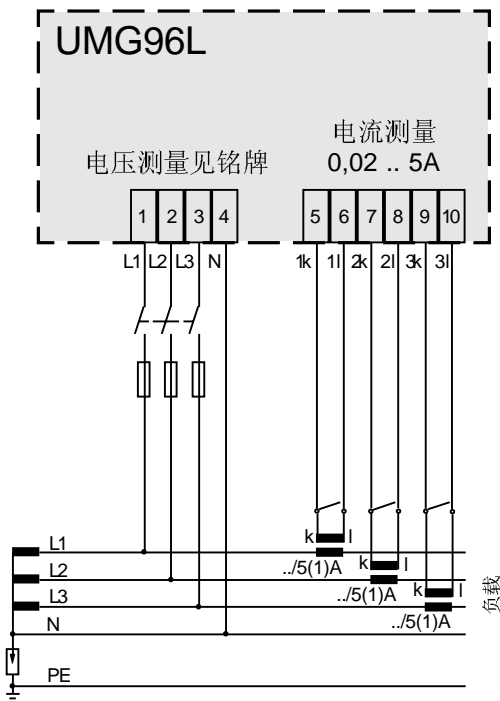 UMG96L
电流测量
电压测量见铭牌 0,02 .. 5A
1 2 3 4 5 6 7 8 9 10
L1 L2 L3 N 1k 1l 2k 2l 3k 3l
k l
L1
../5(1)A k l
L2
../5(1)A k l
L3
../5(1)A
N
PE
负载